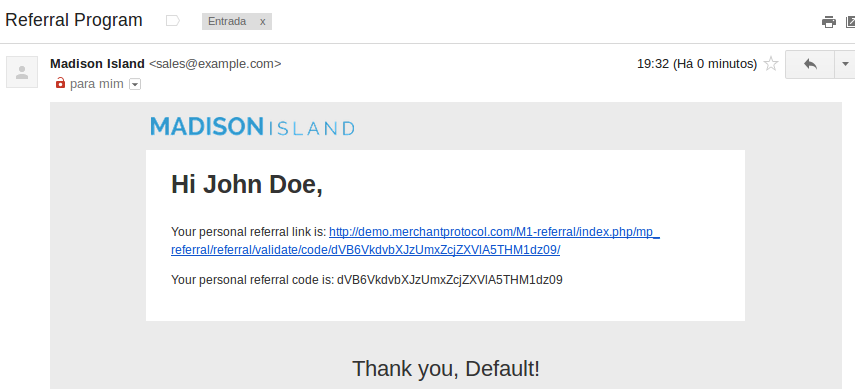 Referral Program
Entrada x
Madison Island <sales@example.com>
19:32 (Há 0 minutos)
para mim
MADISON ISLAND
Hi John Doe,
Your personal referral link is: http://demo.merchantprotocol.com/M1-referral/index.php/mp_
referral/referral/validate/code/dVB6VkdvbXJzUmxZcjZXVlA5THM1dz09/
Your personal referral code is: dVB6VkdvbXJzUmxZcjZXVlA5THM1dz09
Thank you, Default!